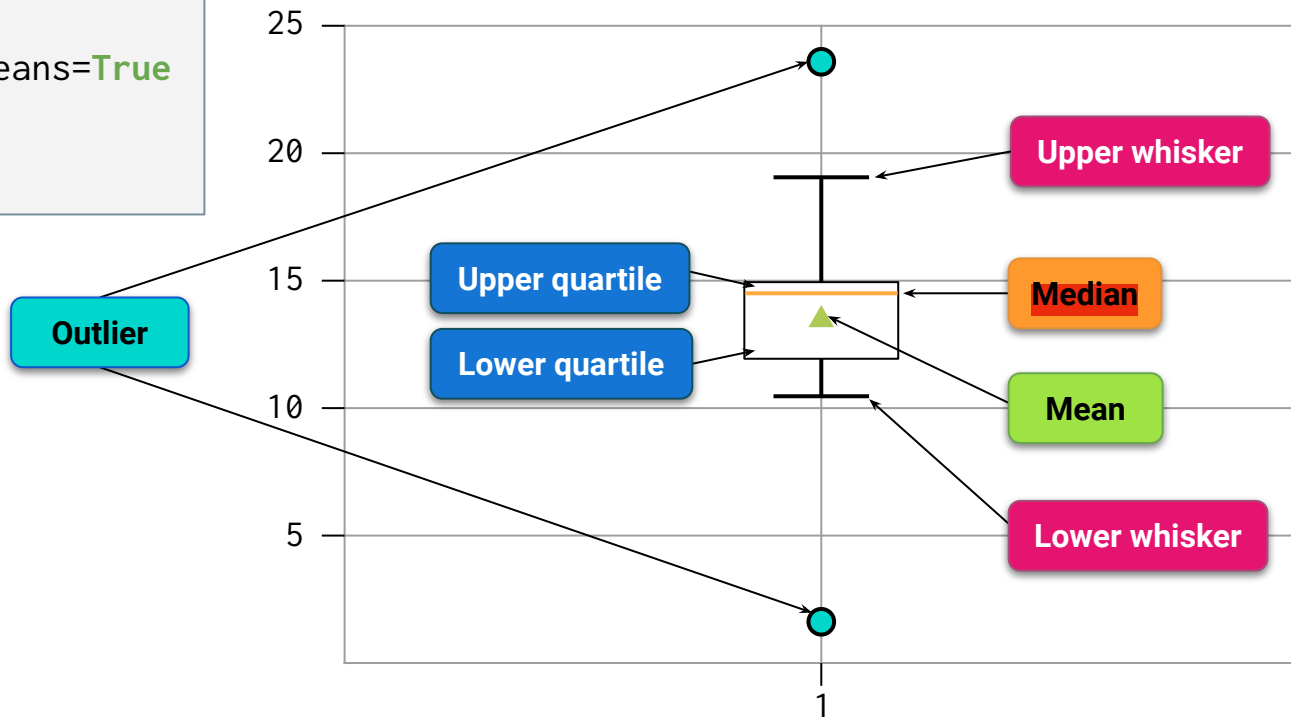 eans=True
25
20
15
10
5
1
Outlier
Upper quartile
Lower quartile
Upper whisker
Median
Mean
Lower whisker